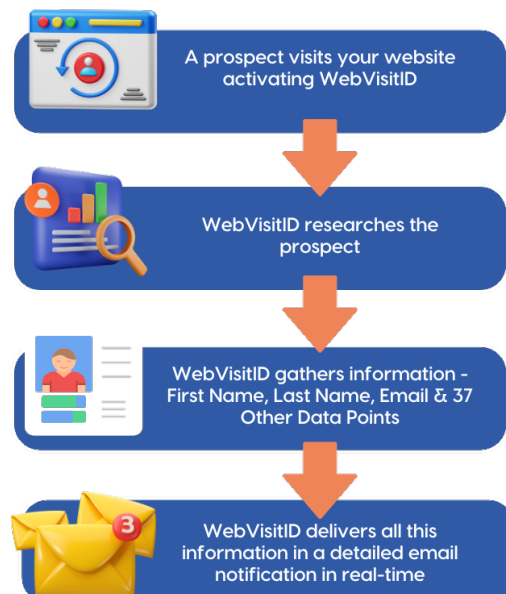 A prospect visits your website
activating WebVisitID
WebVisitID researches the
prospect
WebVisitID gathers information -
First Name, Last Name, Email & 37
Other Data Points
3
WebVisitID delivers all this
information in a detailed email
notification in real-time